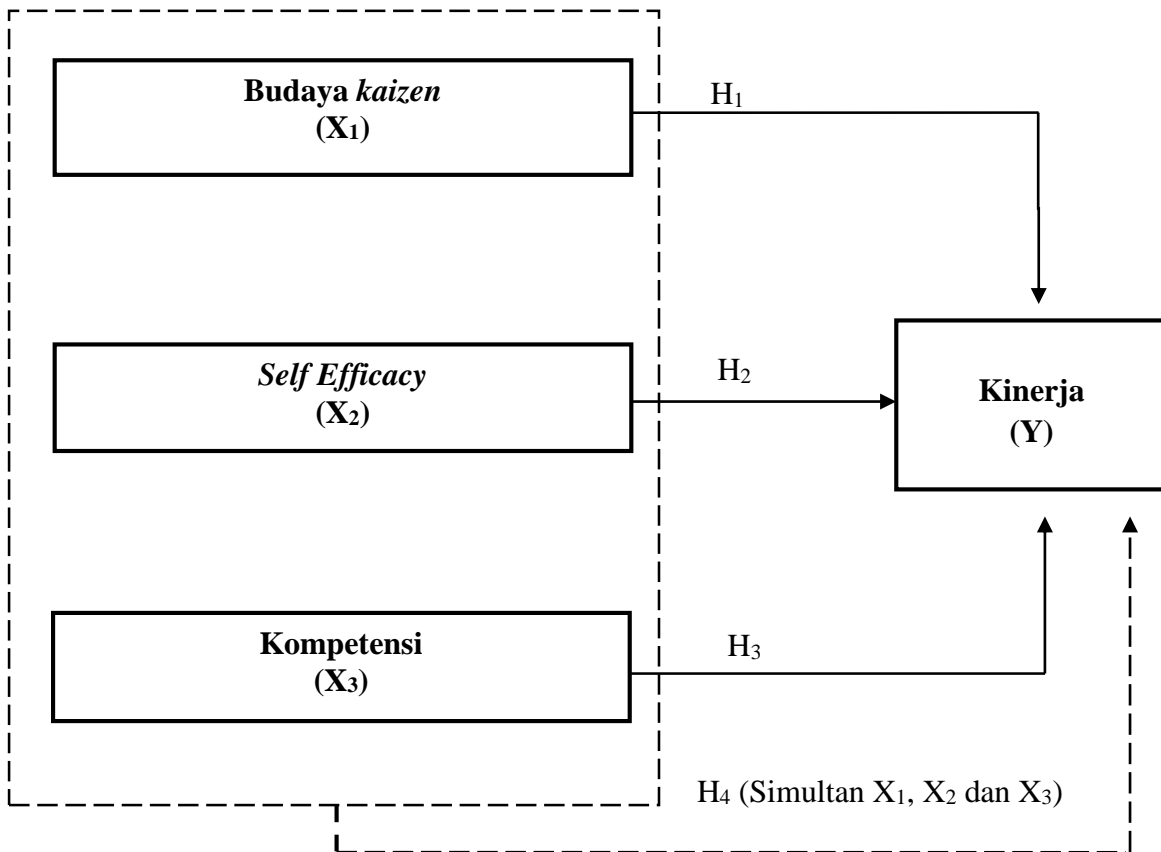 Budaya kaizen
(X₁)
H₁
Self Efficacy
(X₂)
H₂
Kinerja
(Y)
Kompetensi
(X₃)
H₃
H₄ (Simultan X₁, X₂ dan X₃)